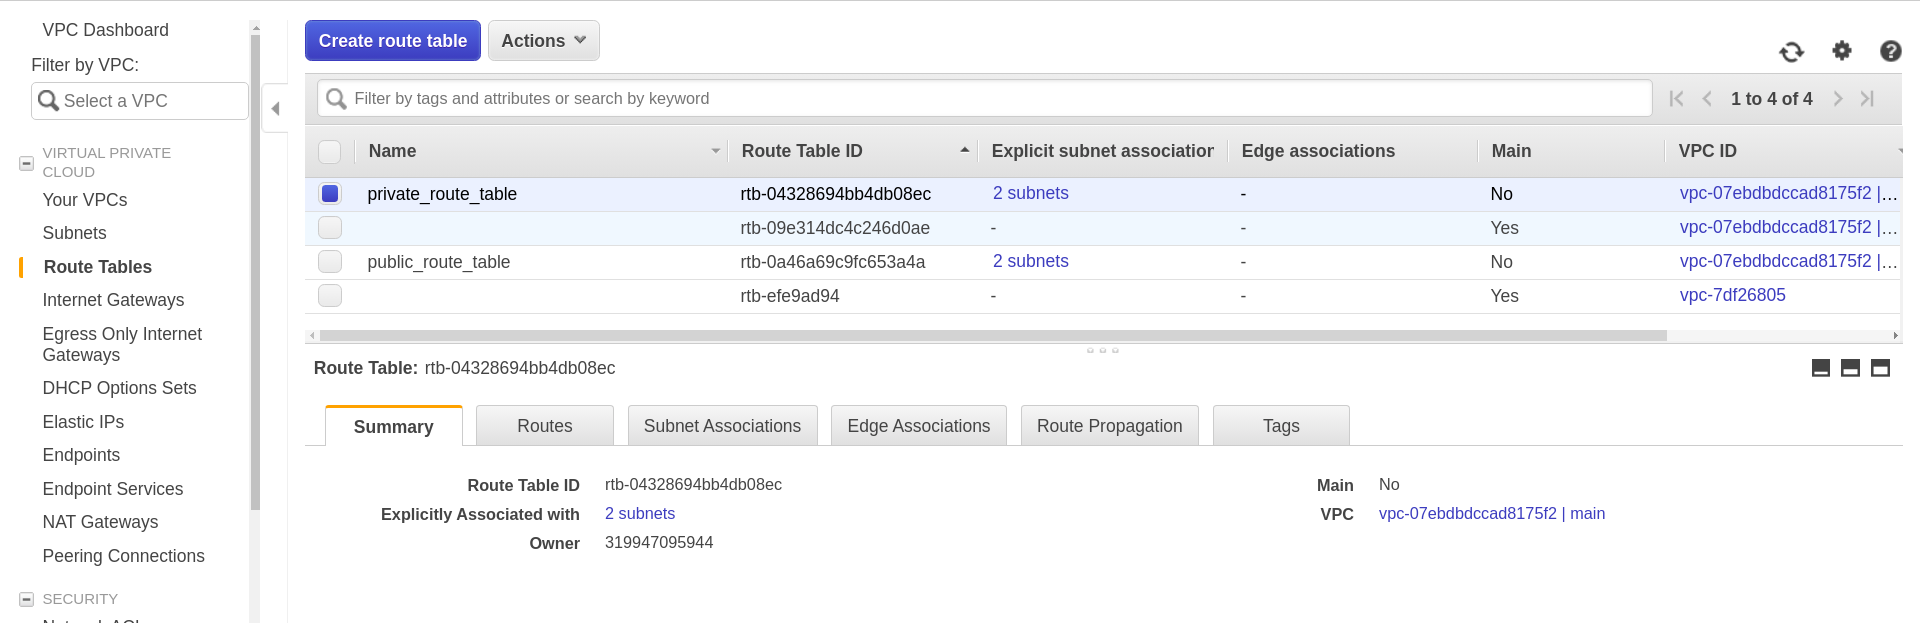 VPC Dashboard
Filter by VPC:
Select a VPC
VIRTUAL PRIVATE
CLOUD
Your VPCs
Subnets
Route Tables
Internet Gateways
Egress Only Internet
Gateways
DHCP Options Sets
Elastic IPs
Endpoints
Endpoint Services
NAT Gateways
Peering Connections
SECURITY
Create route table Actions
Filter by tags and attributes or search by keyword 1 to 4 of 4
Name Route Table ID Explicit subnet association Edge associations Main VPC ID
private_route_table rtb-04328694bb4db08ec 2 subnets - No vpc-07ebdbdccad8175f2 |...
rtb-09e314dc4c246d0ae - - Yes vpc-07ebdbdccad8175f2 |...
public_route_table rtb-0a46a69c9fc653a4a 2 subnets - No vpc-07ebdbdccad8175f2 |...
rtb-efe9ad94 - - Yes vpc-7df26805
Route Table: rtb-04328694bb4db08ec
Summary Routes Subnet Associations Edge Associations Route Propagation Tags
Route Table ID rtb-04328694bb4db08ec Main No
Explicitly Associated with 2 subnets VPC vpc-07ebdbdccad8175f2 | main
Owner 319947095944